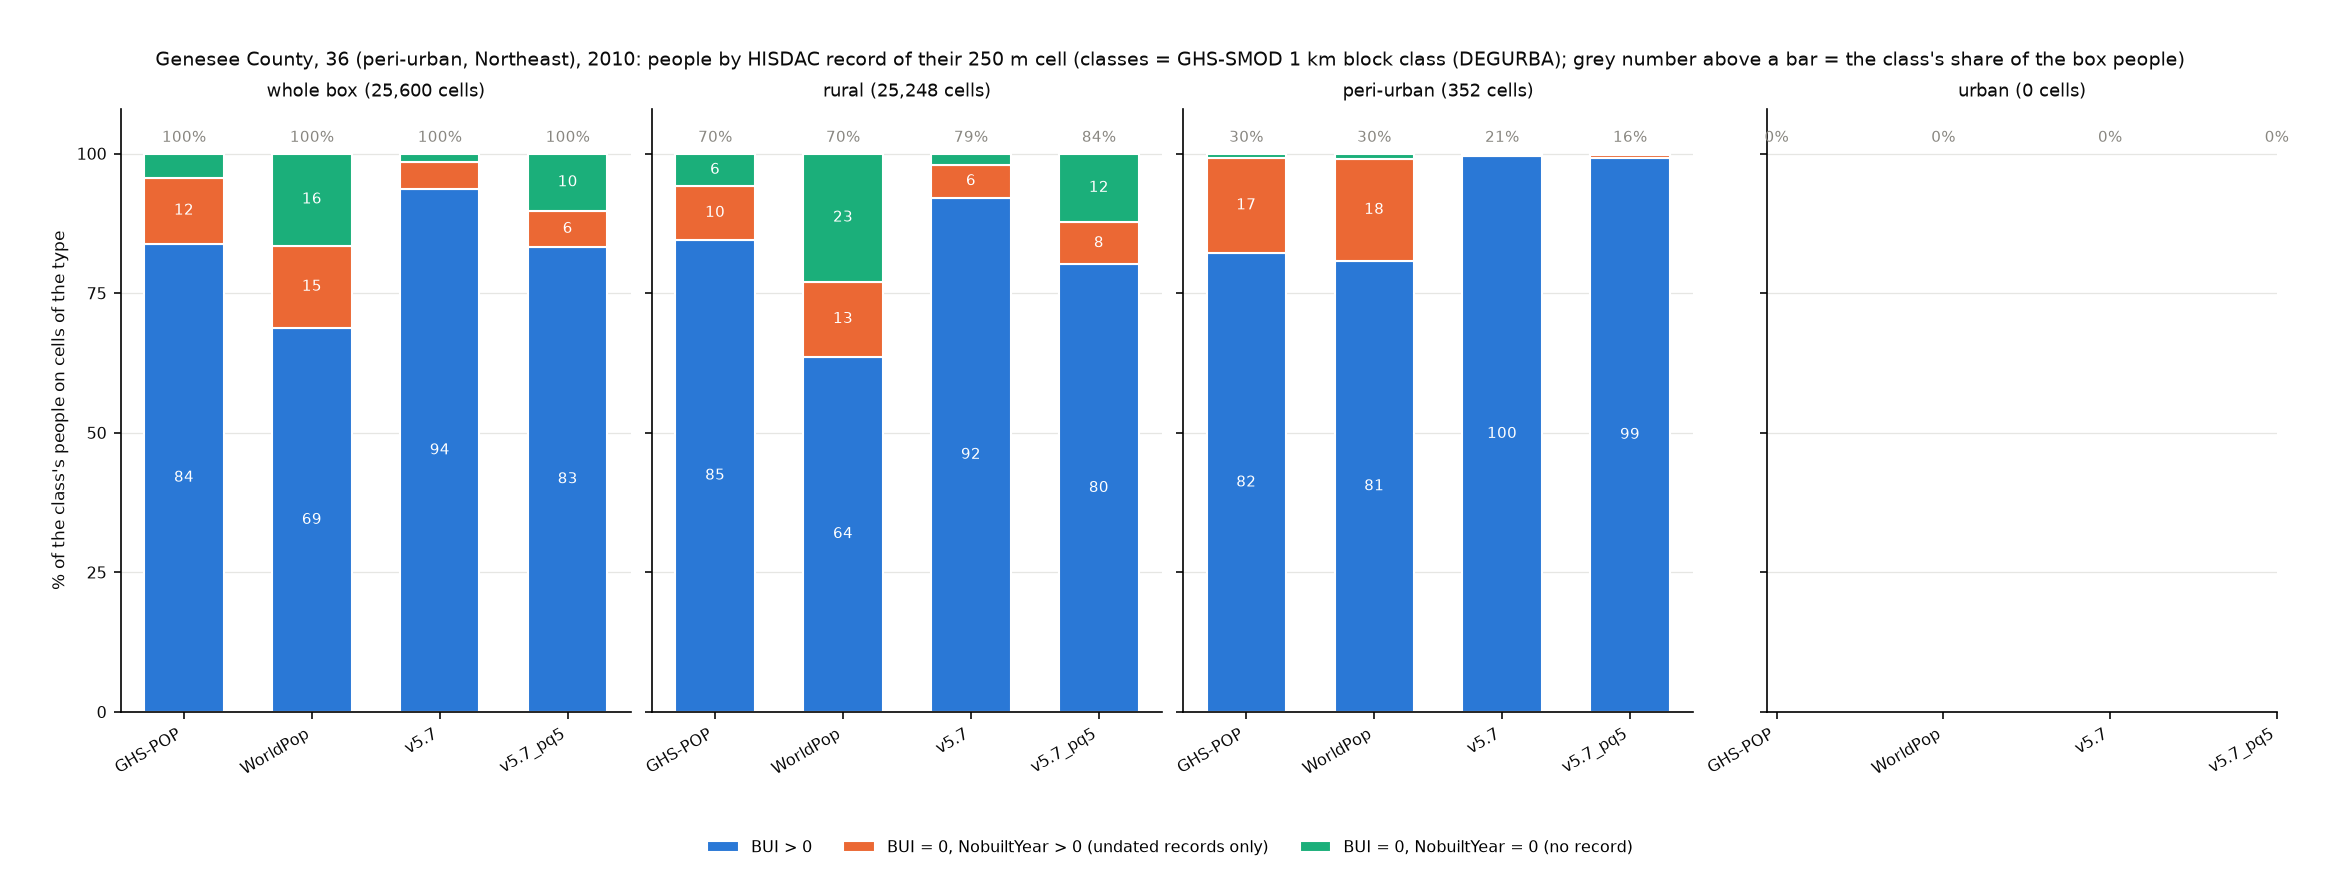 Genesee County, 36 (peri-urban, Northeast), 2010: people by HISDAC record of their 250 m cell (classes = GHS-SMOD 1 km block class (DEGURBA); grey number above a bar = the class's share of the box people)
whole box (25,600 cells)
rural (25,248 cells)
peri-urban (352 cells)
urban (0 cells)
% of the class's people on cells of the type
100
75
50
25
0
100% 100% 100% 100%
12
84
16
15
69
94
10
6
83
GHS-POP WorldPop v5.7 v5.7_pq5
70% 70% 79% 84%
6
10
85
23
13
64
6
92
12
8
80
GHS-POP WorldPop v5.7 v5.7_pq5
30% 30% 21% 16%
17
82
18
81
100
99
GHS-POP WorldPop v5.7 v5.7_pq5
0% 0% 0% 0%
GHS-POP WorldPop v5.7 v5.7_pq5
BUI > 0
BUI = 0, NobuiltYear > 0 (undated records only)
BUI = 0, NobuiltYear = 0 (no record)